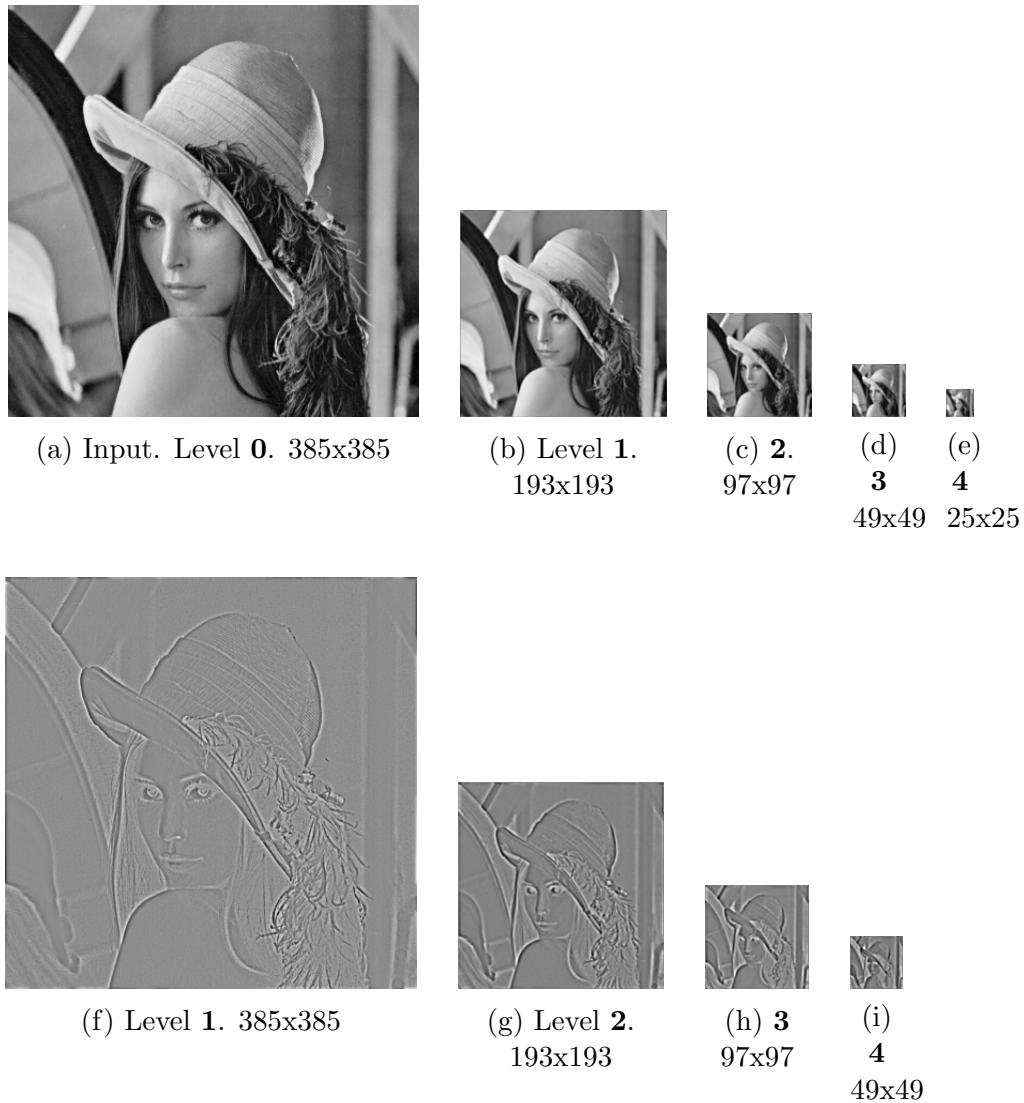 (a) Input. Level 0. 385x385
(b) Level 1.
193x193
(c) 2.
97x97
(d)
3
49x49
(e)
4
25x25
(f) Level 1. 385x385
(g) Level 2.
193x193
(h) 3
97x97
(i)
4
49x49